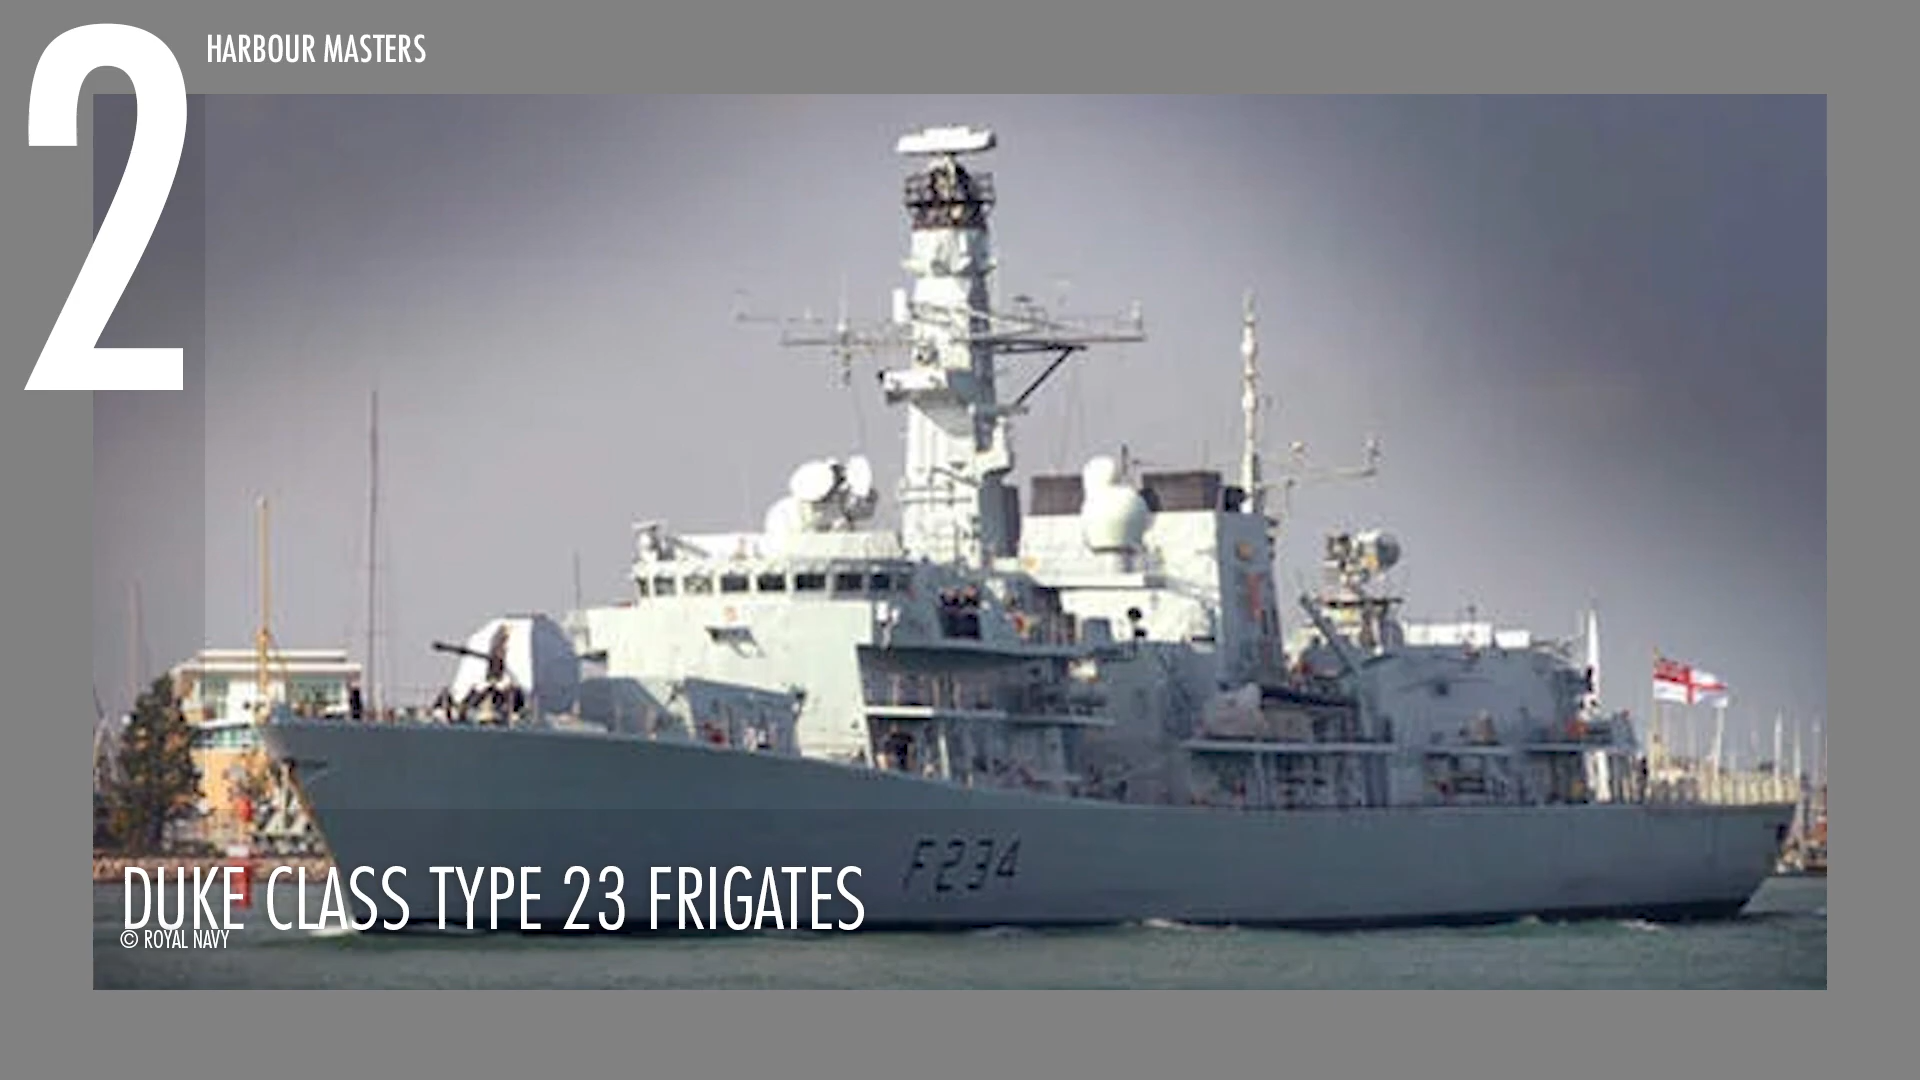 2
HARBOUR MASTERS
F234
DUKE CLASS TYPE 23 FRIGATES
© ROYAL NAVY